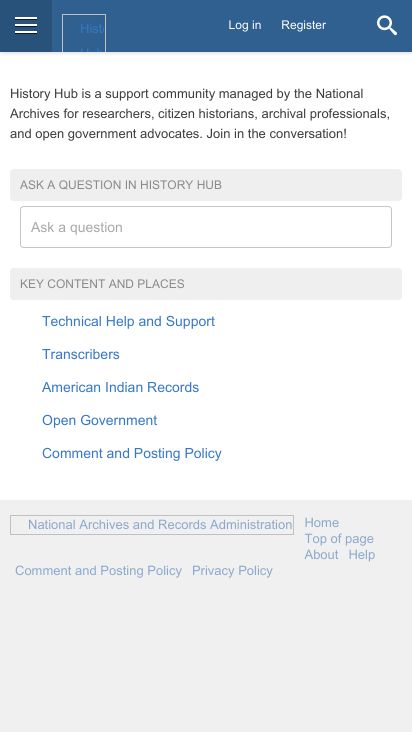 Log in Register
History Hub is a support community managed by the National
Archives for researchers, citizen historians, archival professionals,
and open government advocates. Join in the conversation!
ASK A QUESTION IN HISTORY HUB
Ask a question
KEY CONTENT AND PLACES
Technical Help and Support
Transcribers
American Indian Records
Open Government
Comment and Posting Policy
National Archives and Records Administration
Home
Top of page
About Help
Comment and Posting Policy Privacy Policy